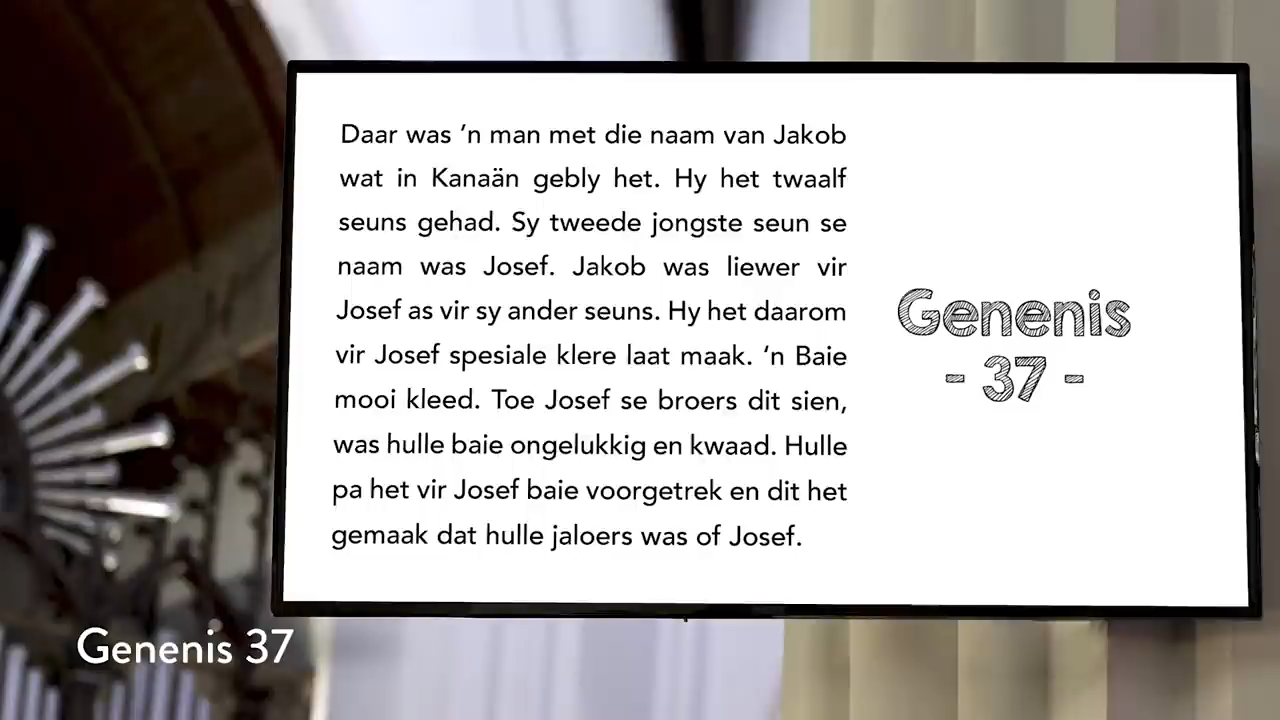 Daar was ’n man met die naam van Jakob
wat in Kanaän gebly het. Hy het twaalf
seuns gehad. Sy tweede jongste seun se
naam was Josef. Jakob was liewer vir
Josef as vir sy ander seuns. Hy het daarom
vir Josef spesiale klere laat maak. ‘n Baie
mooi kleed. Toe Josef se broers dit sien,
was hulle baie ongelukkig en kwaad. Hulle
pa het vir Josef baie voorgetrek en dit het
gemaak dat hulle jaloers was of Josef.
Genenis
- 37 -
Genenis 37